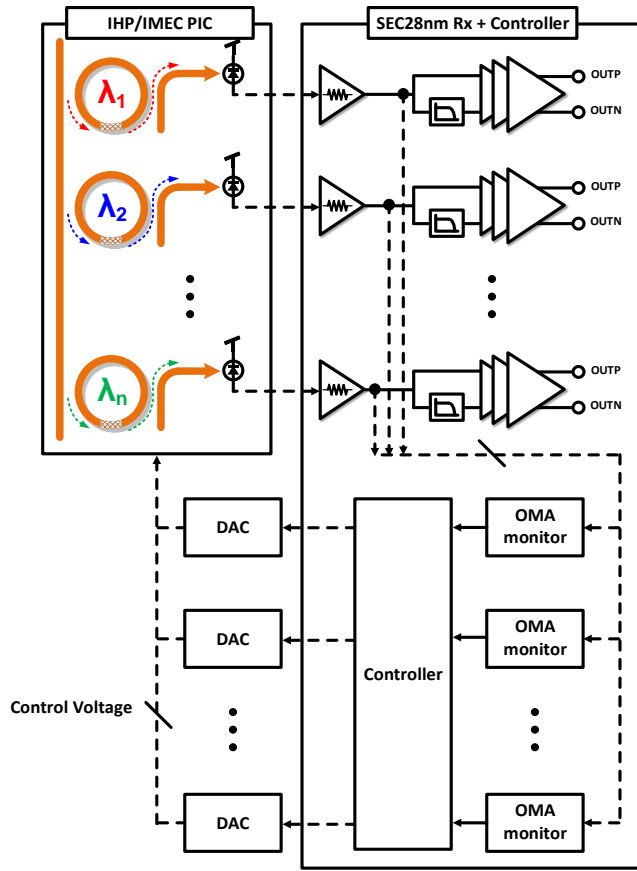 IHP/IMEC PIC
SEC28nm Rx + Controller
λ1
OUTP
OUTN
λ2
OUTP
OUTN
λn
OUTP
OUTN
DAC
OMA
monitor
DAC
OMA
monitor
Controller
Control Voltage
DAC
OMA
monitor